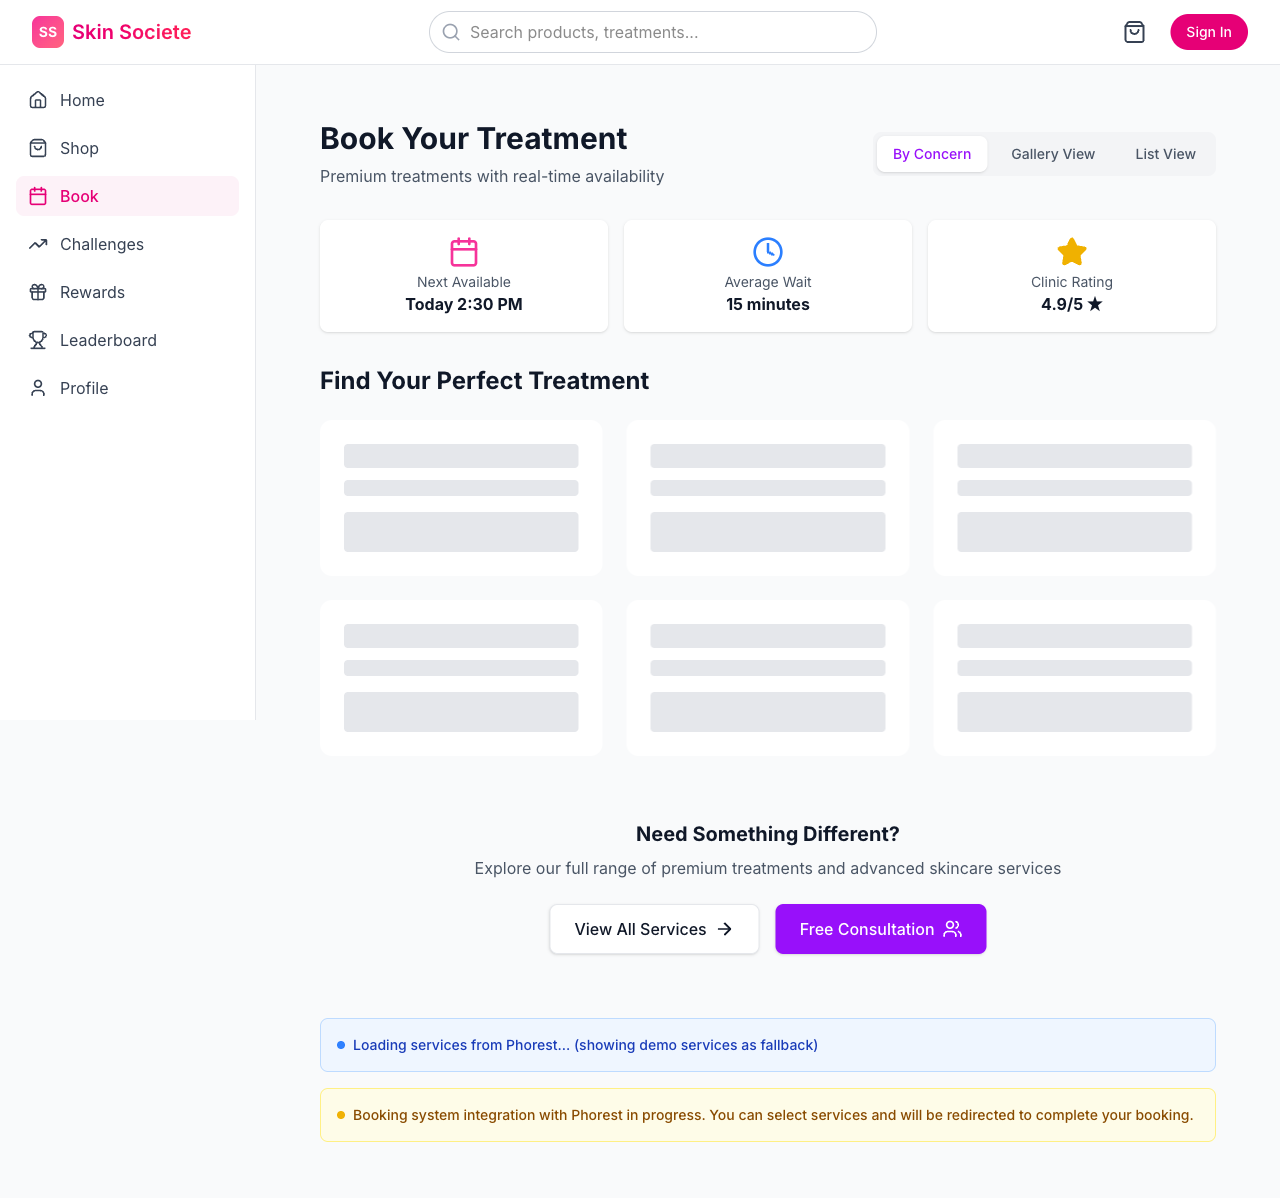 SS Skin Societe
Search products, treatments...
Sign In
Home
Shop
Book
Challenges
Rewards
Leaderboard
Profile
Book Your Treatment
Premium treatments with real-time availability
By Concern
Gallery View
List View
Next Available
Today 2:30 PM
Average Wait
15 minutes
Clinic Rating
4.9/5 ★
Find Your Perfect Treatment
Need Something Different?
Explore our full range of premium treatments and advanced skincare services
View All Services
Free Consultation
Loading services from Phorest... (showing demo services as fallback)
Booking system integration with Phorest in progress. You can select services and will be redirected to complete your booking.